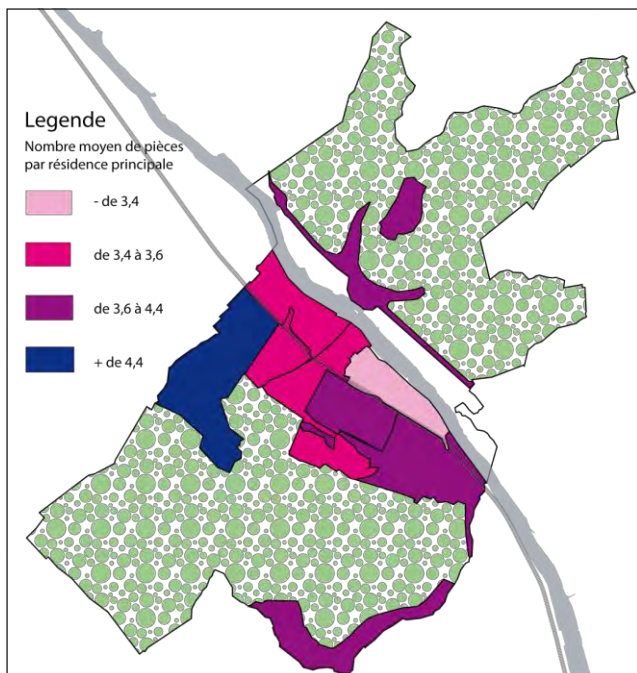 Legende
Nombre moyen de pièces
par résidence principale
- de 3,4
de 3,4 à 3,6
de 3,6 à 4,4
+ de 4,4